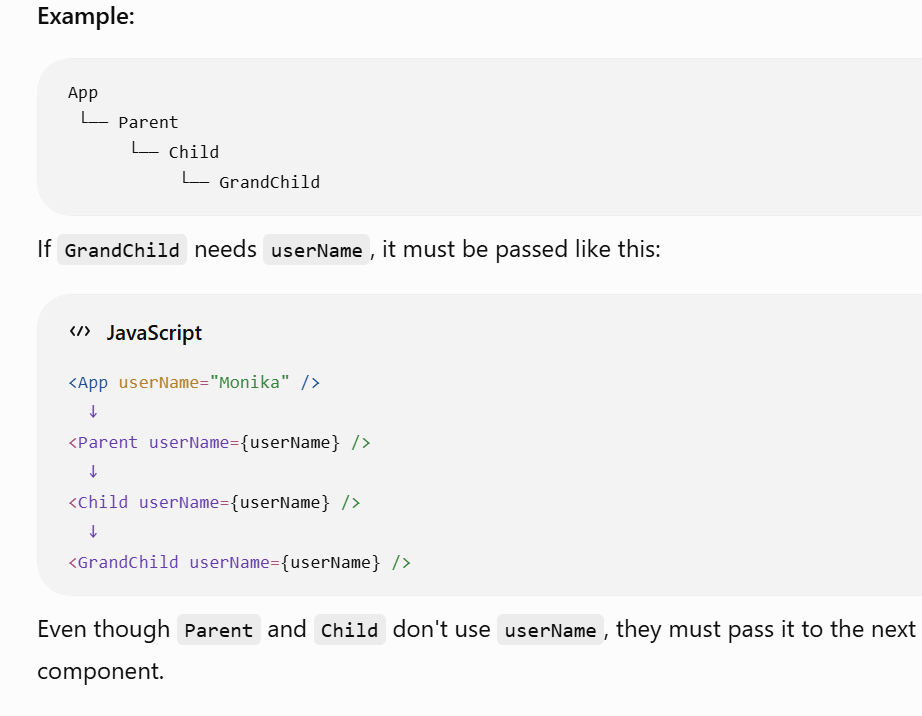 Example:
App
└── Parent
└── Child
└── GrandChild
If GrandChild needs userName, it must be passed like this:
</> JavaScript
<App userName="Monika" />
↓
<Parent userName={userName} />
↓
<Child userName={userName} />
↓
<GrandChild userName={userName} />
Even though Parent and Child don't use userName, they must pass it to the next
component.